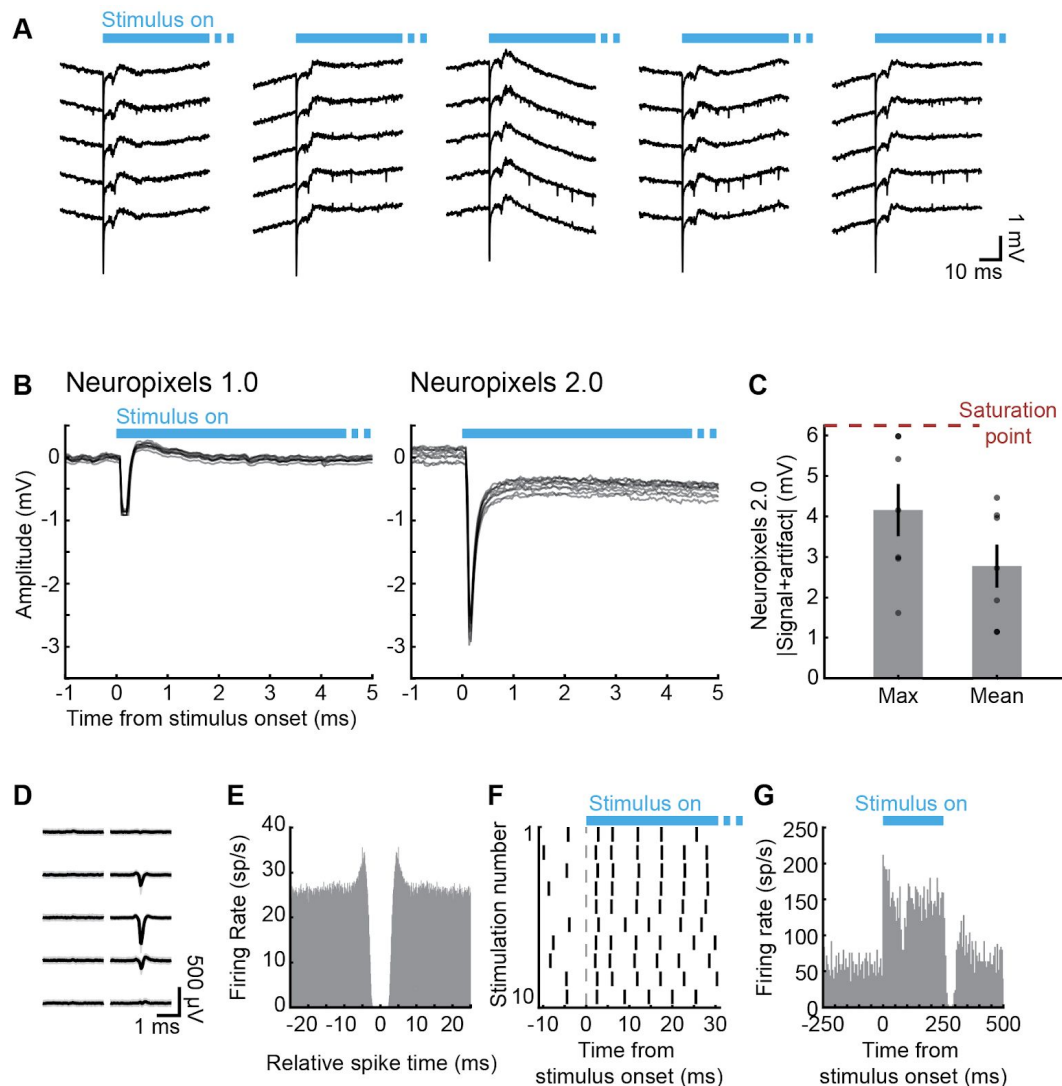 A
Stimulus on
1 mV
10 ms
B
Neuropixels 1.0
Stimulus on
Amplitude (mV)
0
-1
-2
-3
-1 0 1 2 3 4 5
Time from stimulus onset (ms)
Neuropixels 2.0
0
-1
-2
-3
-1 0 1 2 3 4 5
C
Saturation
point
Neuropixels 2.0
|Signal+artifact| (mV)
6
5
4
3
2
1
0
Max Mean
D
500 µV
1 ms
E
Firing Rate (sp/s)
40
30
20
10
0
-20 -10 0 10 20
Relative spike time (ms)
F
Stimulus on
Stimulation number
1
10
-10 0 10 20 30
Time from
stimulus onset (ms)
G
Stimulus on
Firing rate (sp/s)
250
200
150
100
50
0
-250 0 250 500
Time from
stimulus onset (ms)